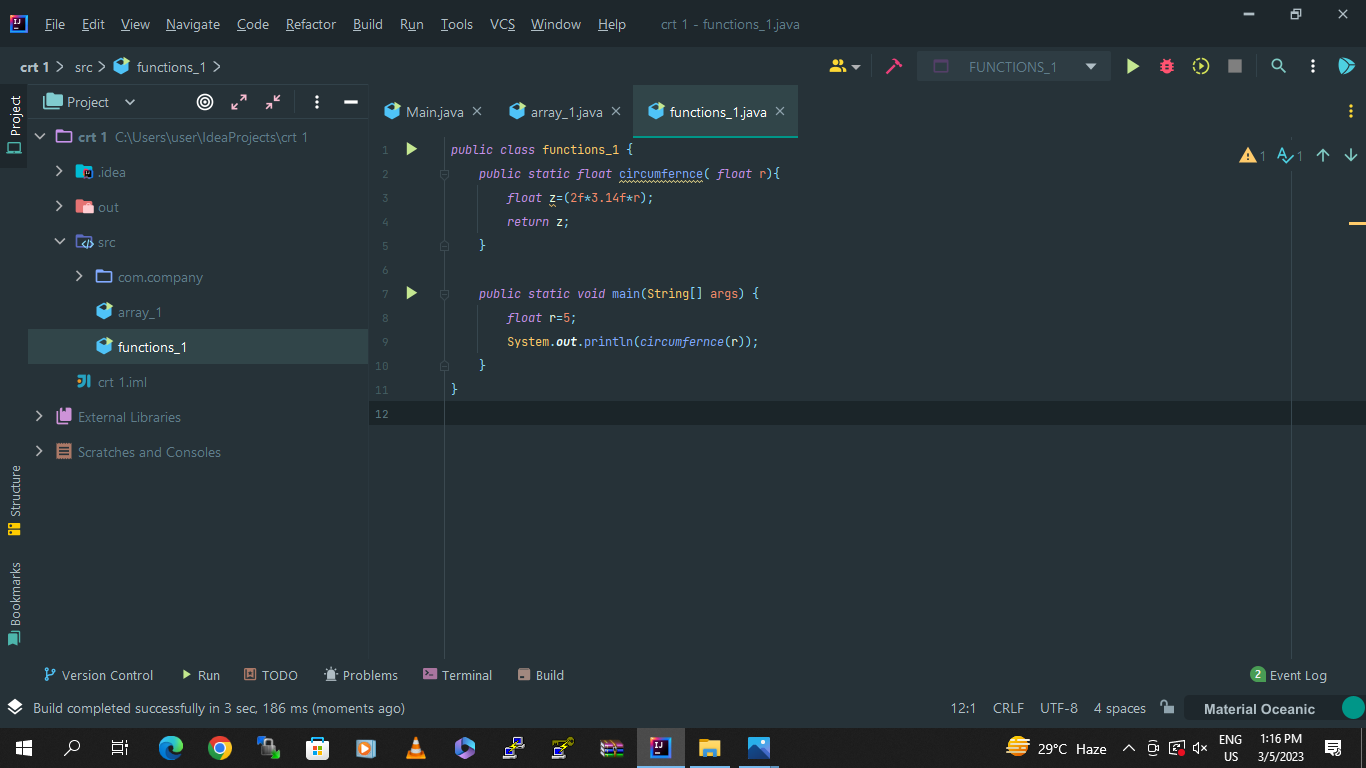 File Edit View Navigate Code Refactor Build Run Tools VCS Window Help crt 1 - functions_1.java
crt 1 src functions_1 FUNCTIONS_1
Project
Main.java array_1.java functions_1.java
Project
crt 1 C:\Users\user\IdeaProjects\crt 1
.idea
out
src
com.company
array_1
functions_1
crt 1.iml
External Libraries
Scratches and Consoles
Structure
Bookmarks
1 public class functions_1 {
2 public static float circumfernce( float r){
3 float z=(2f*3.14f*r);
4 return z;
5 }
6
7 public static void main(String[] args) {
8 float r=5;
9 System.out.println(circumfernce(r));
10 }
11 }
12
1 1
Version Control Run TODO Problems Terminal Build 2 Event Log
Build completed successfully in 3 sec, 186 ms (moments ago) 12:1 CRLF UTF-8 4 spaces Material Oceanic
29°C Haze ENG US 1:16 PM 3/5/2023